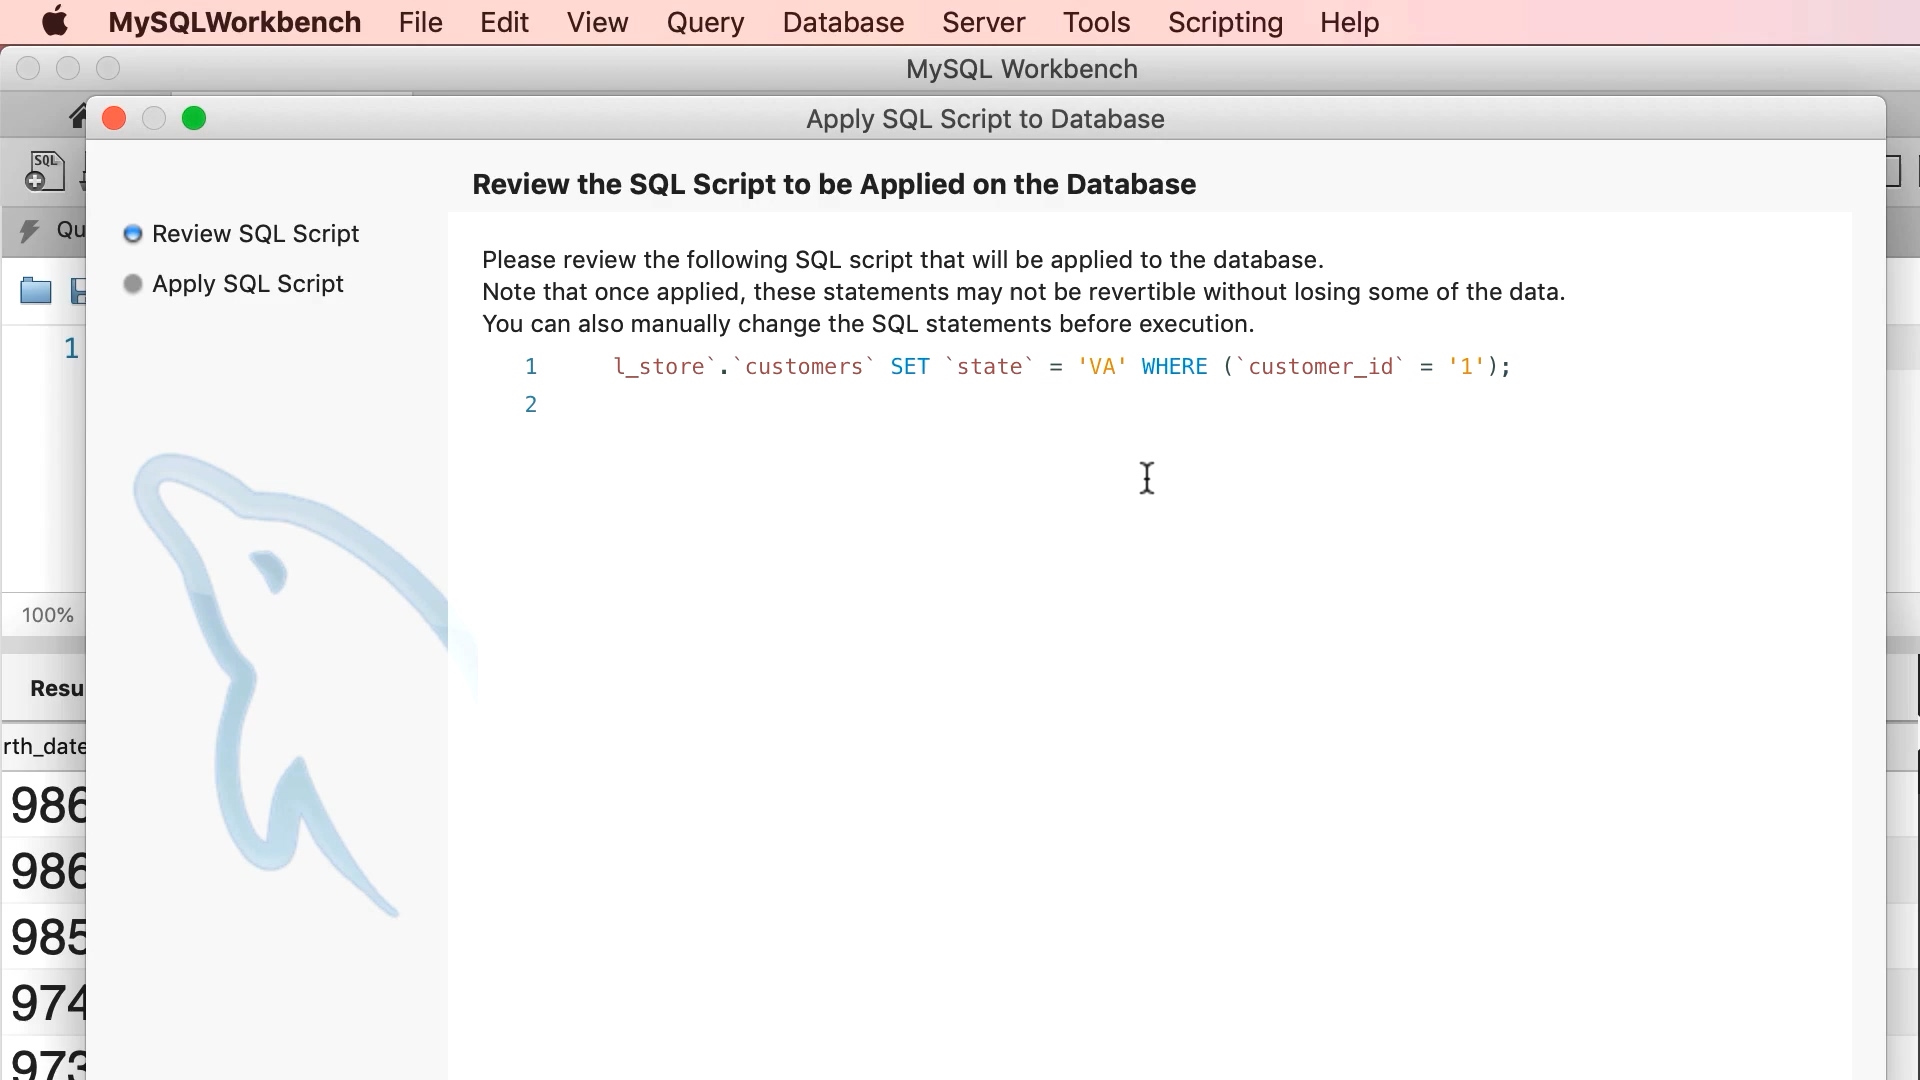 MySQLWorkbench File Edit View Query Database Server Tools Scripting Help
MySQL Workbench
Apply SQL Script to Database
SQL
Review the SQL Script to be Applied on the Database
Qu
Review SQL Script
Apply SQL Script
Please review the following SQL script that will be applied to the database.
Note that once applied, these statements may not be revertible without losing some of the data.
You can also manually change the SQL statements before execution.
1
1 l_store`.`customers` SET `state` = 'VA' WHERE (`customer_id` = '1');
2
100%
Resu
rth_date
986
986
985
974
973